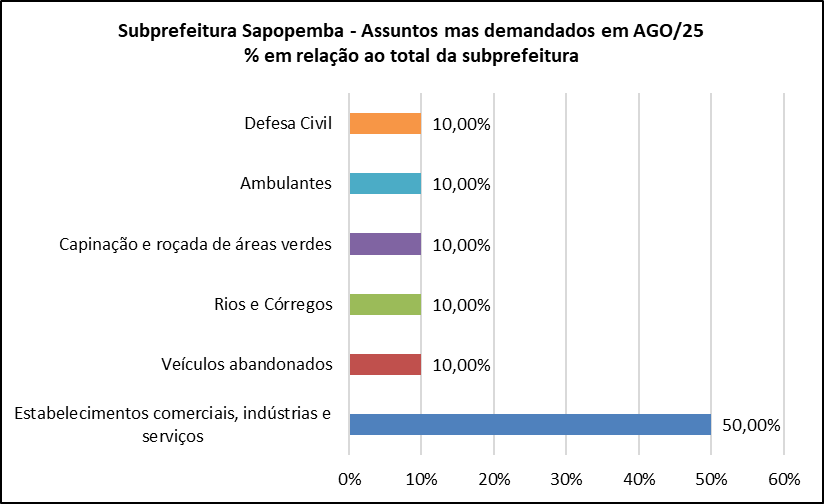 Subprefeitura Sapopemba - Assuntos mas demandados em AGO/25
% em relação ao total da subprefeitura
Defesa Civil
10,00%
Ambulantes
10,00%
Capinação e roçada de áreas verdes
10,00%
Rios e Córregos
10,00%
Veículos abandonados
10,00%
Estabelecimentos comerciais, indústrias e
serviços
50,00%
0% 10% 20% 30% 40% 50% 60%